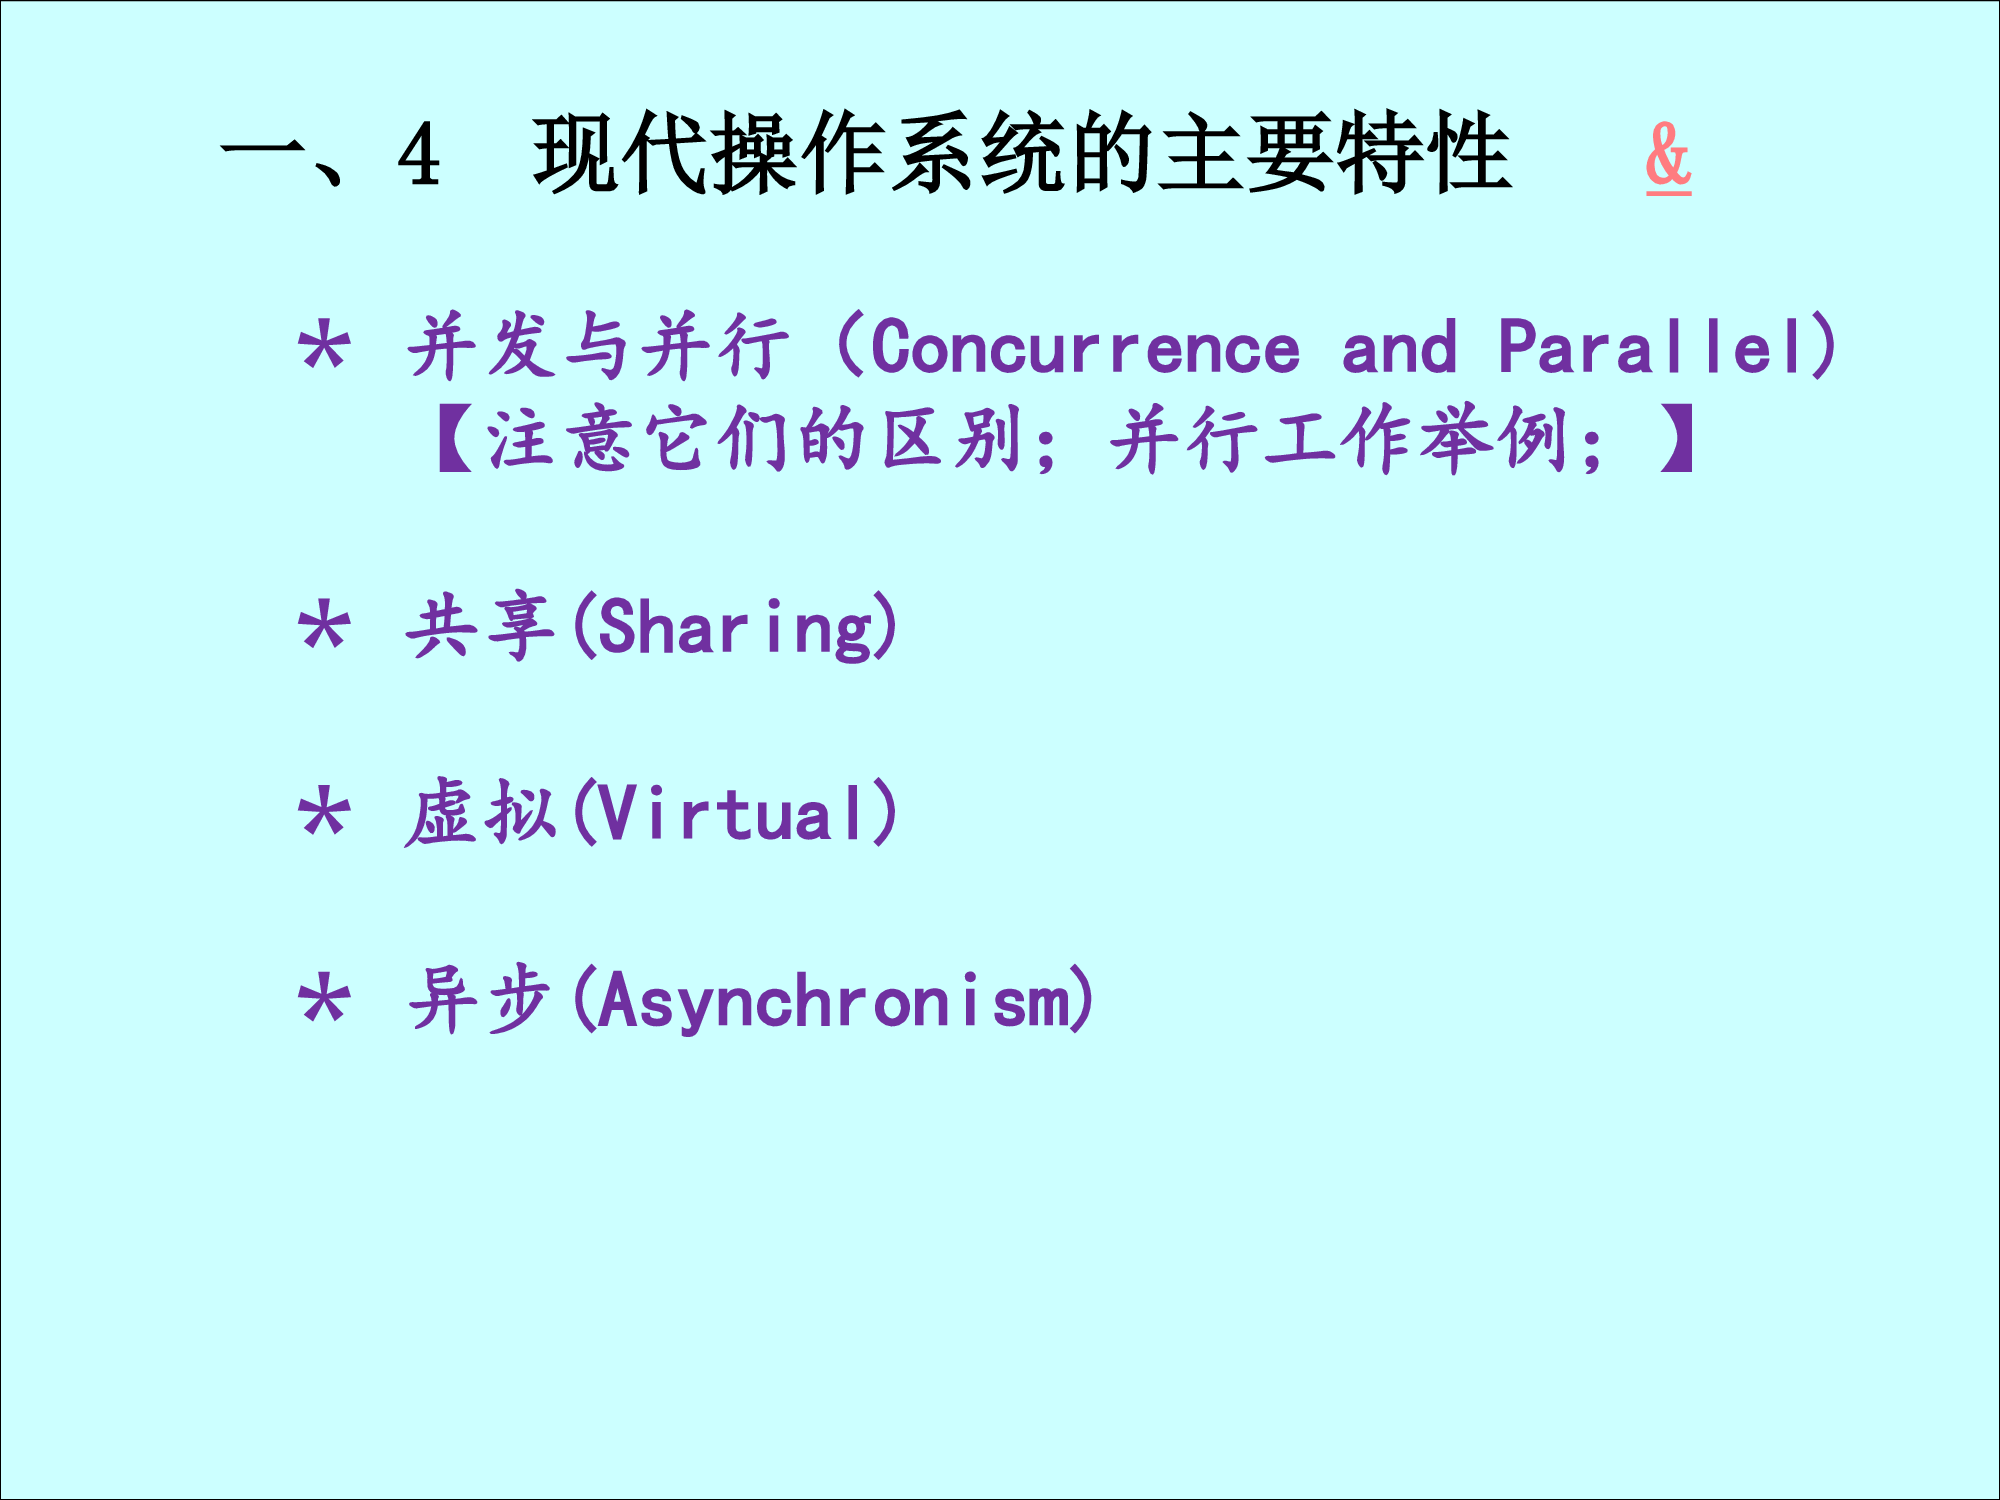 一、4 现代操作系统的主要特性 &
* 并发与并行（Concurrence and Parallel)
【注意它们的区别；并行工作举例；】
* 共享(Sharing)
* 虚拟(Virtual)
* 异步(Asynchronism)